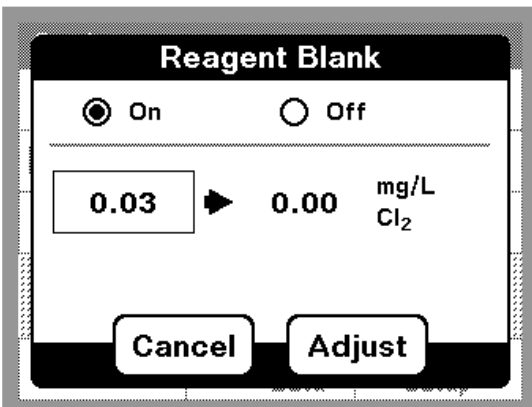 Reagent Blank
On Off
0.03 0.00 mg/L
Cl₂
Cancel Adjust